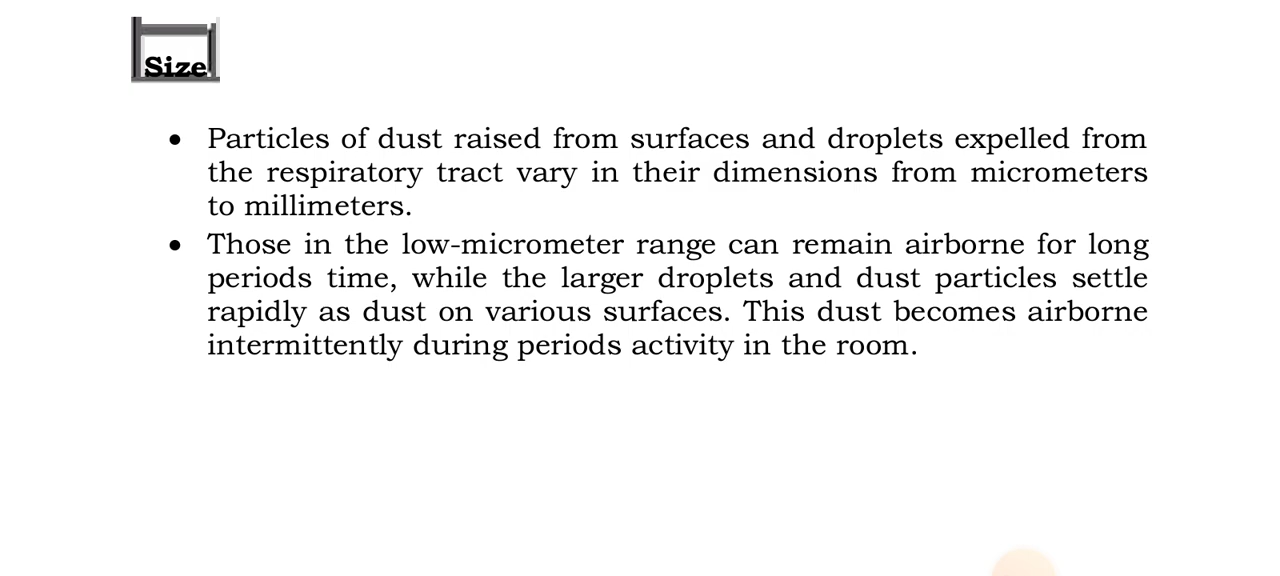 Size
• Particles of dust raised from surfaces and droplets expelled from
the respiratory tract vary in their dimensions from micrometers
to millimeters.
• Those in the low-micrometer range can remain airborne for long
periods time, while the larger droplets and dust particles settle
rapidly as dust on various surfaces. This dust becomes airborne
intermittently during periods activity in the room.